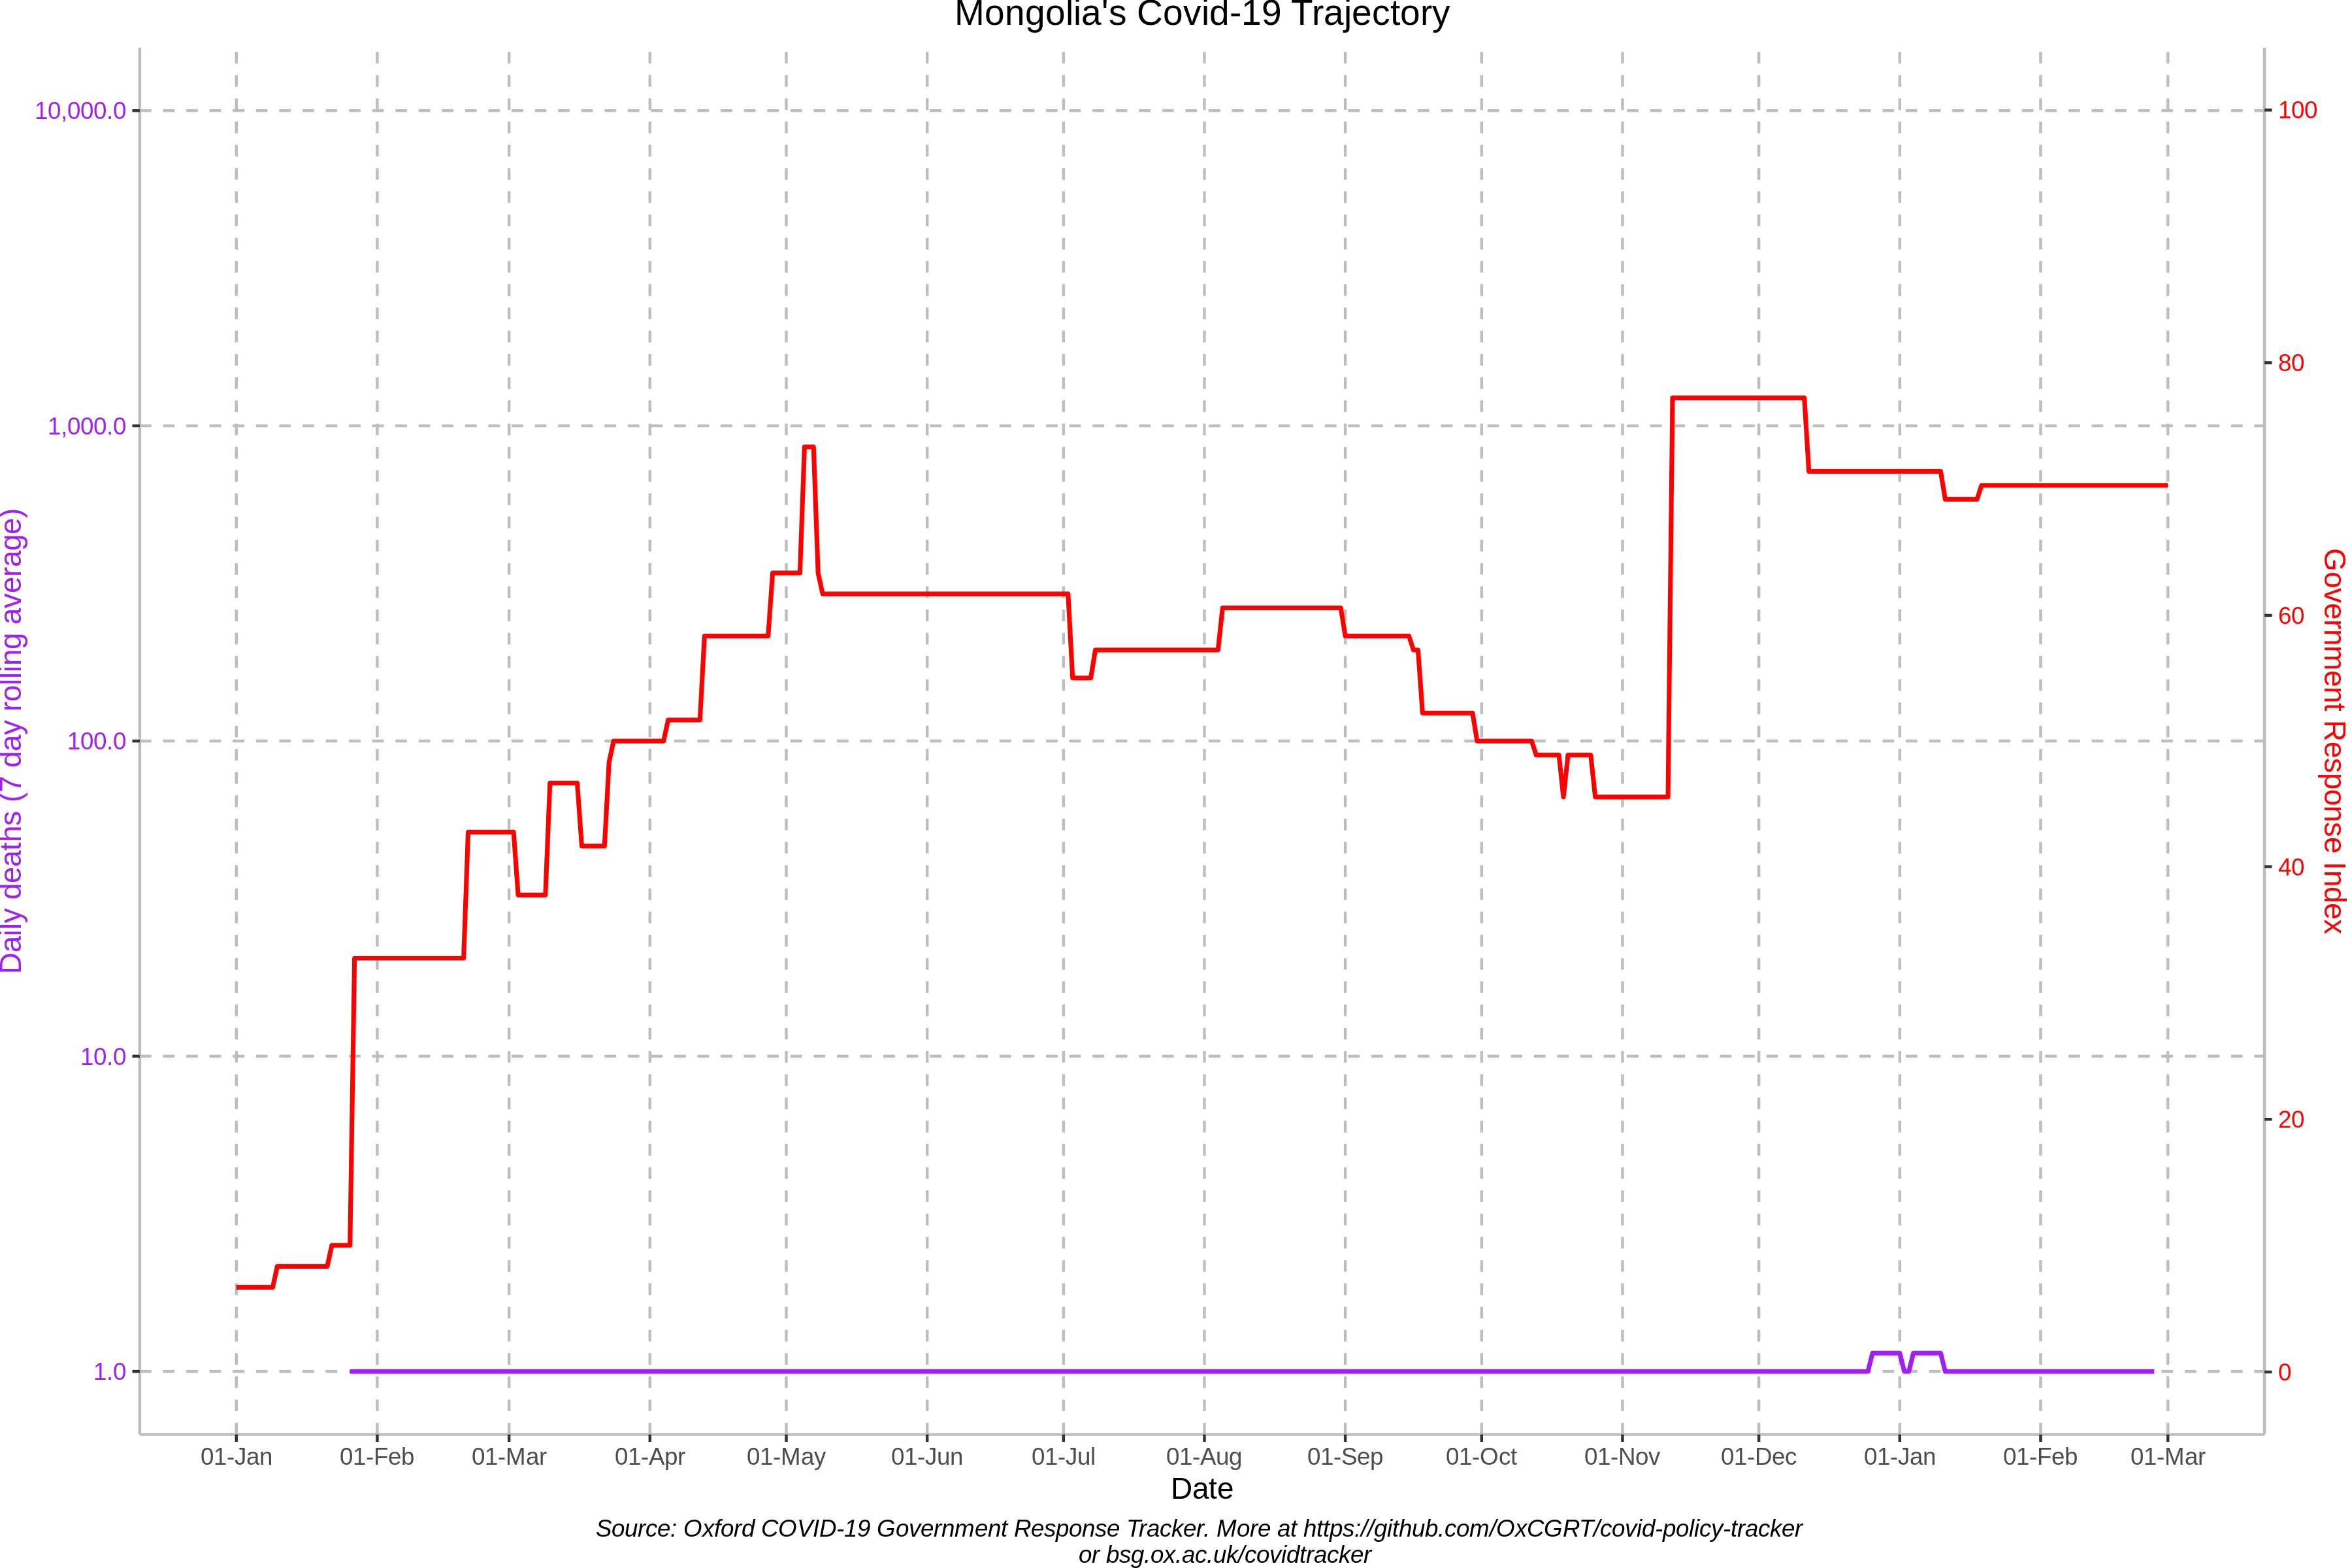 Mongolia's Covid-19 Trajectory
10,000.0
1,000.0
100.0
10.0
1.0
Daily deaths (7 day rolling average)
100
80
60
40
20
0
Government Response Index
01-Jan 01-Feb 01-Mar 01-Apr 01-May 01-Jun 01-Jul 01-Aug 01-Sep 01-Oct 01-Nov 01-Dec 01-Jan 01-Feb 01-Mar
Date
Source: Oxford COVID-19 Government Response Tracker. More at https://github.com/OxCGRT/covid-policy-tracker
or bsg.ox.ac.uk/covidtracker